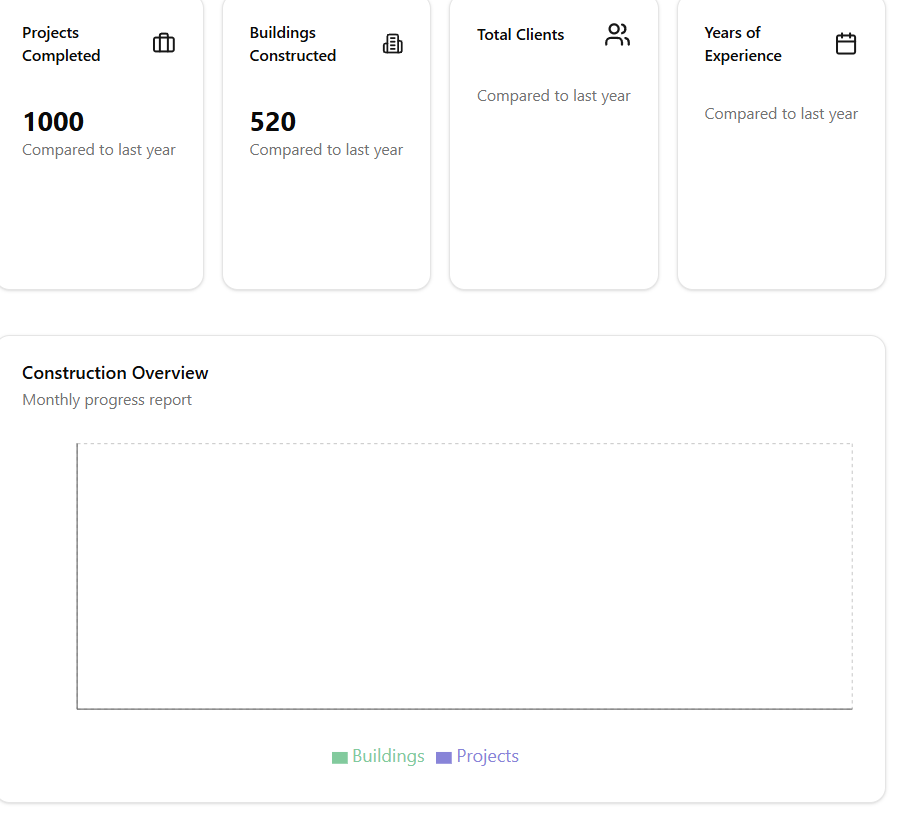 Projects
Completed
1000
Compared to last year
Buildings
Constructed
520
Compared to last year
Total Clients
Compared to last year
Years of
Experience
Compared to last year
Construction Overview
Monthly progress report
Buildings Projects